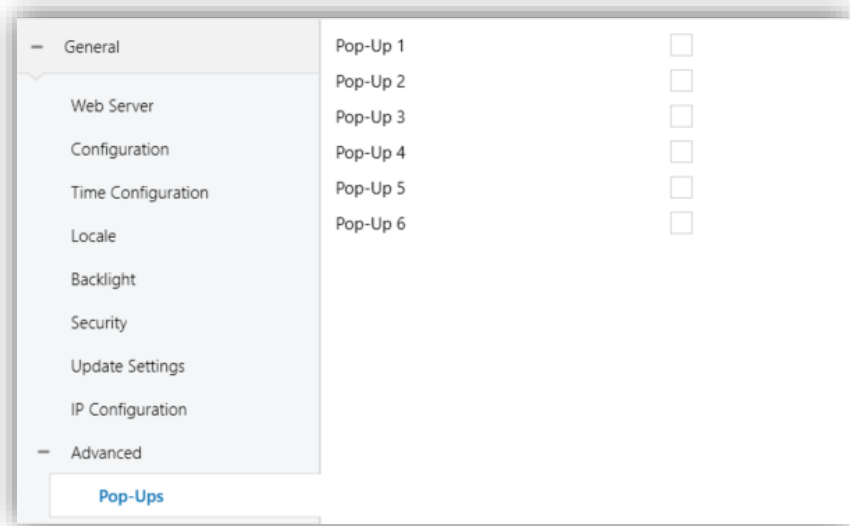 General
Web Server
Configuration
Time Configuration
Locale
Backlight
Security
Update Settings
IP Configuration
Advanced
Pop-Ups
Pop-Up 1
Pop-Up 2
Pop-Up 3
Pop-Up 4
Pop-Up 5
Pop-Up 6